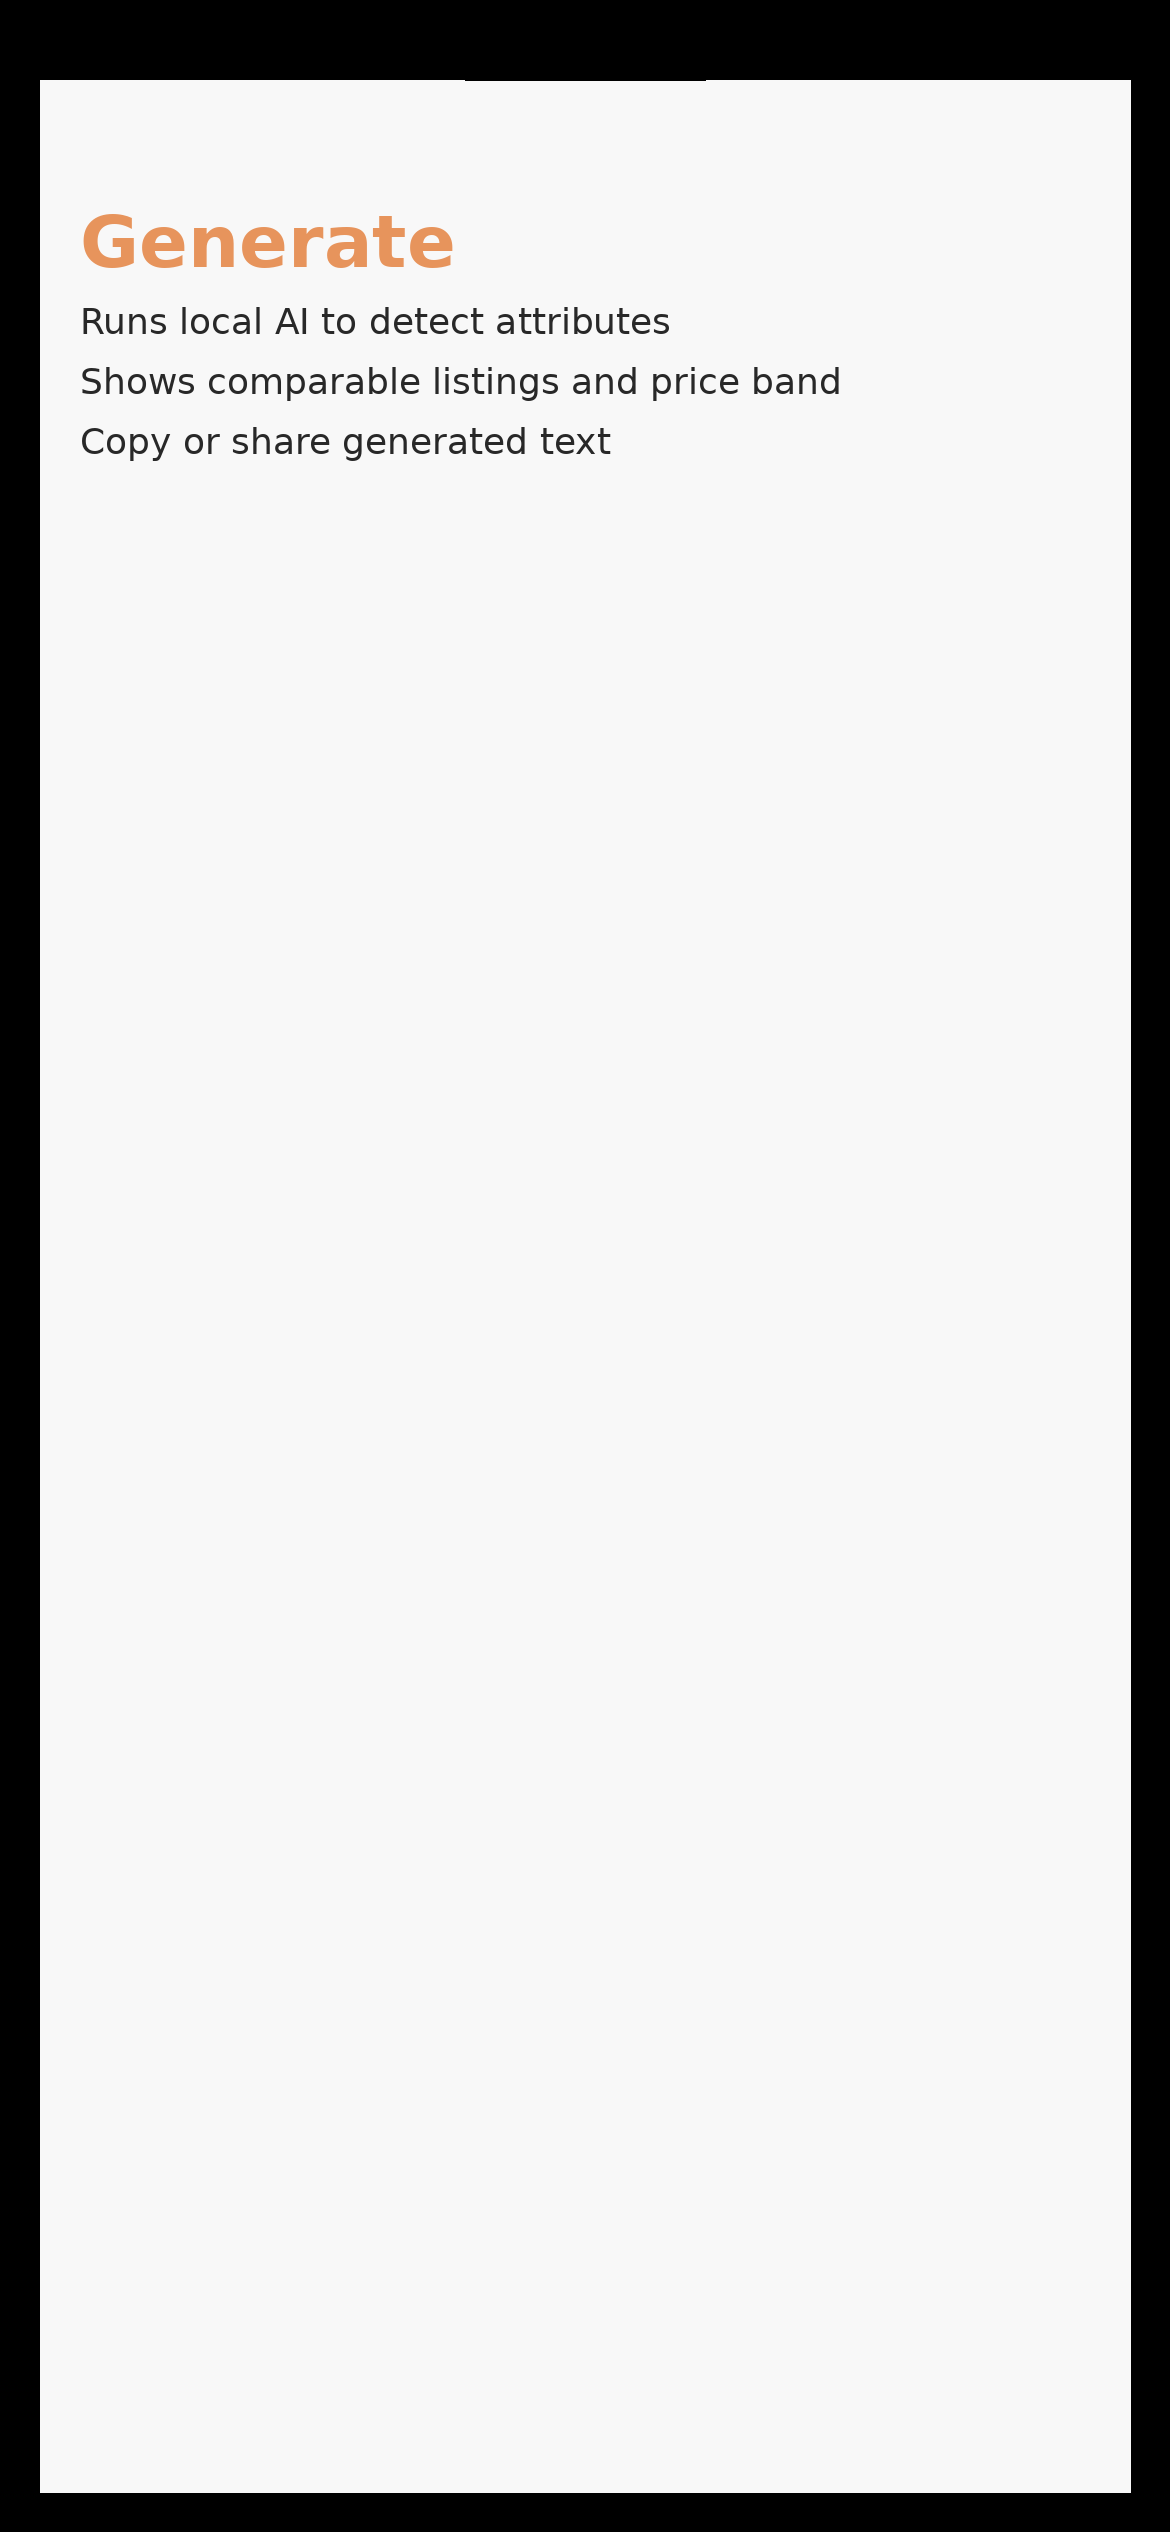 Generate
Runs local AI to detect attributes
Shows comparable listings and price band
Copy or share generated text